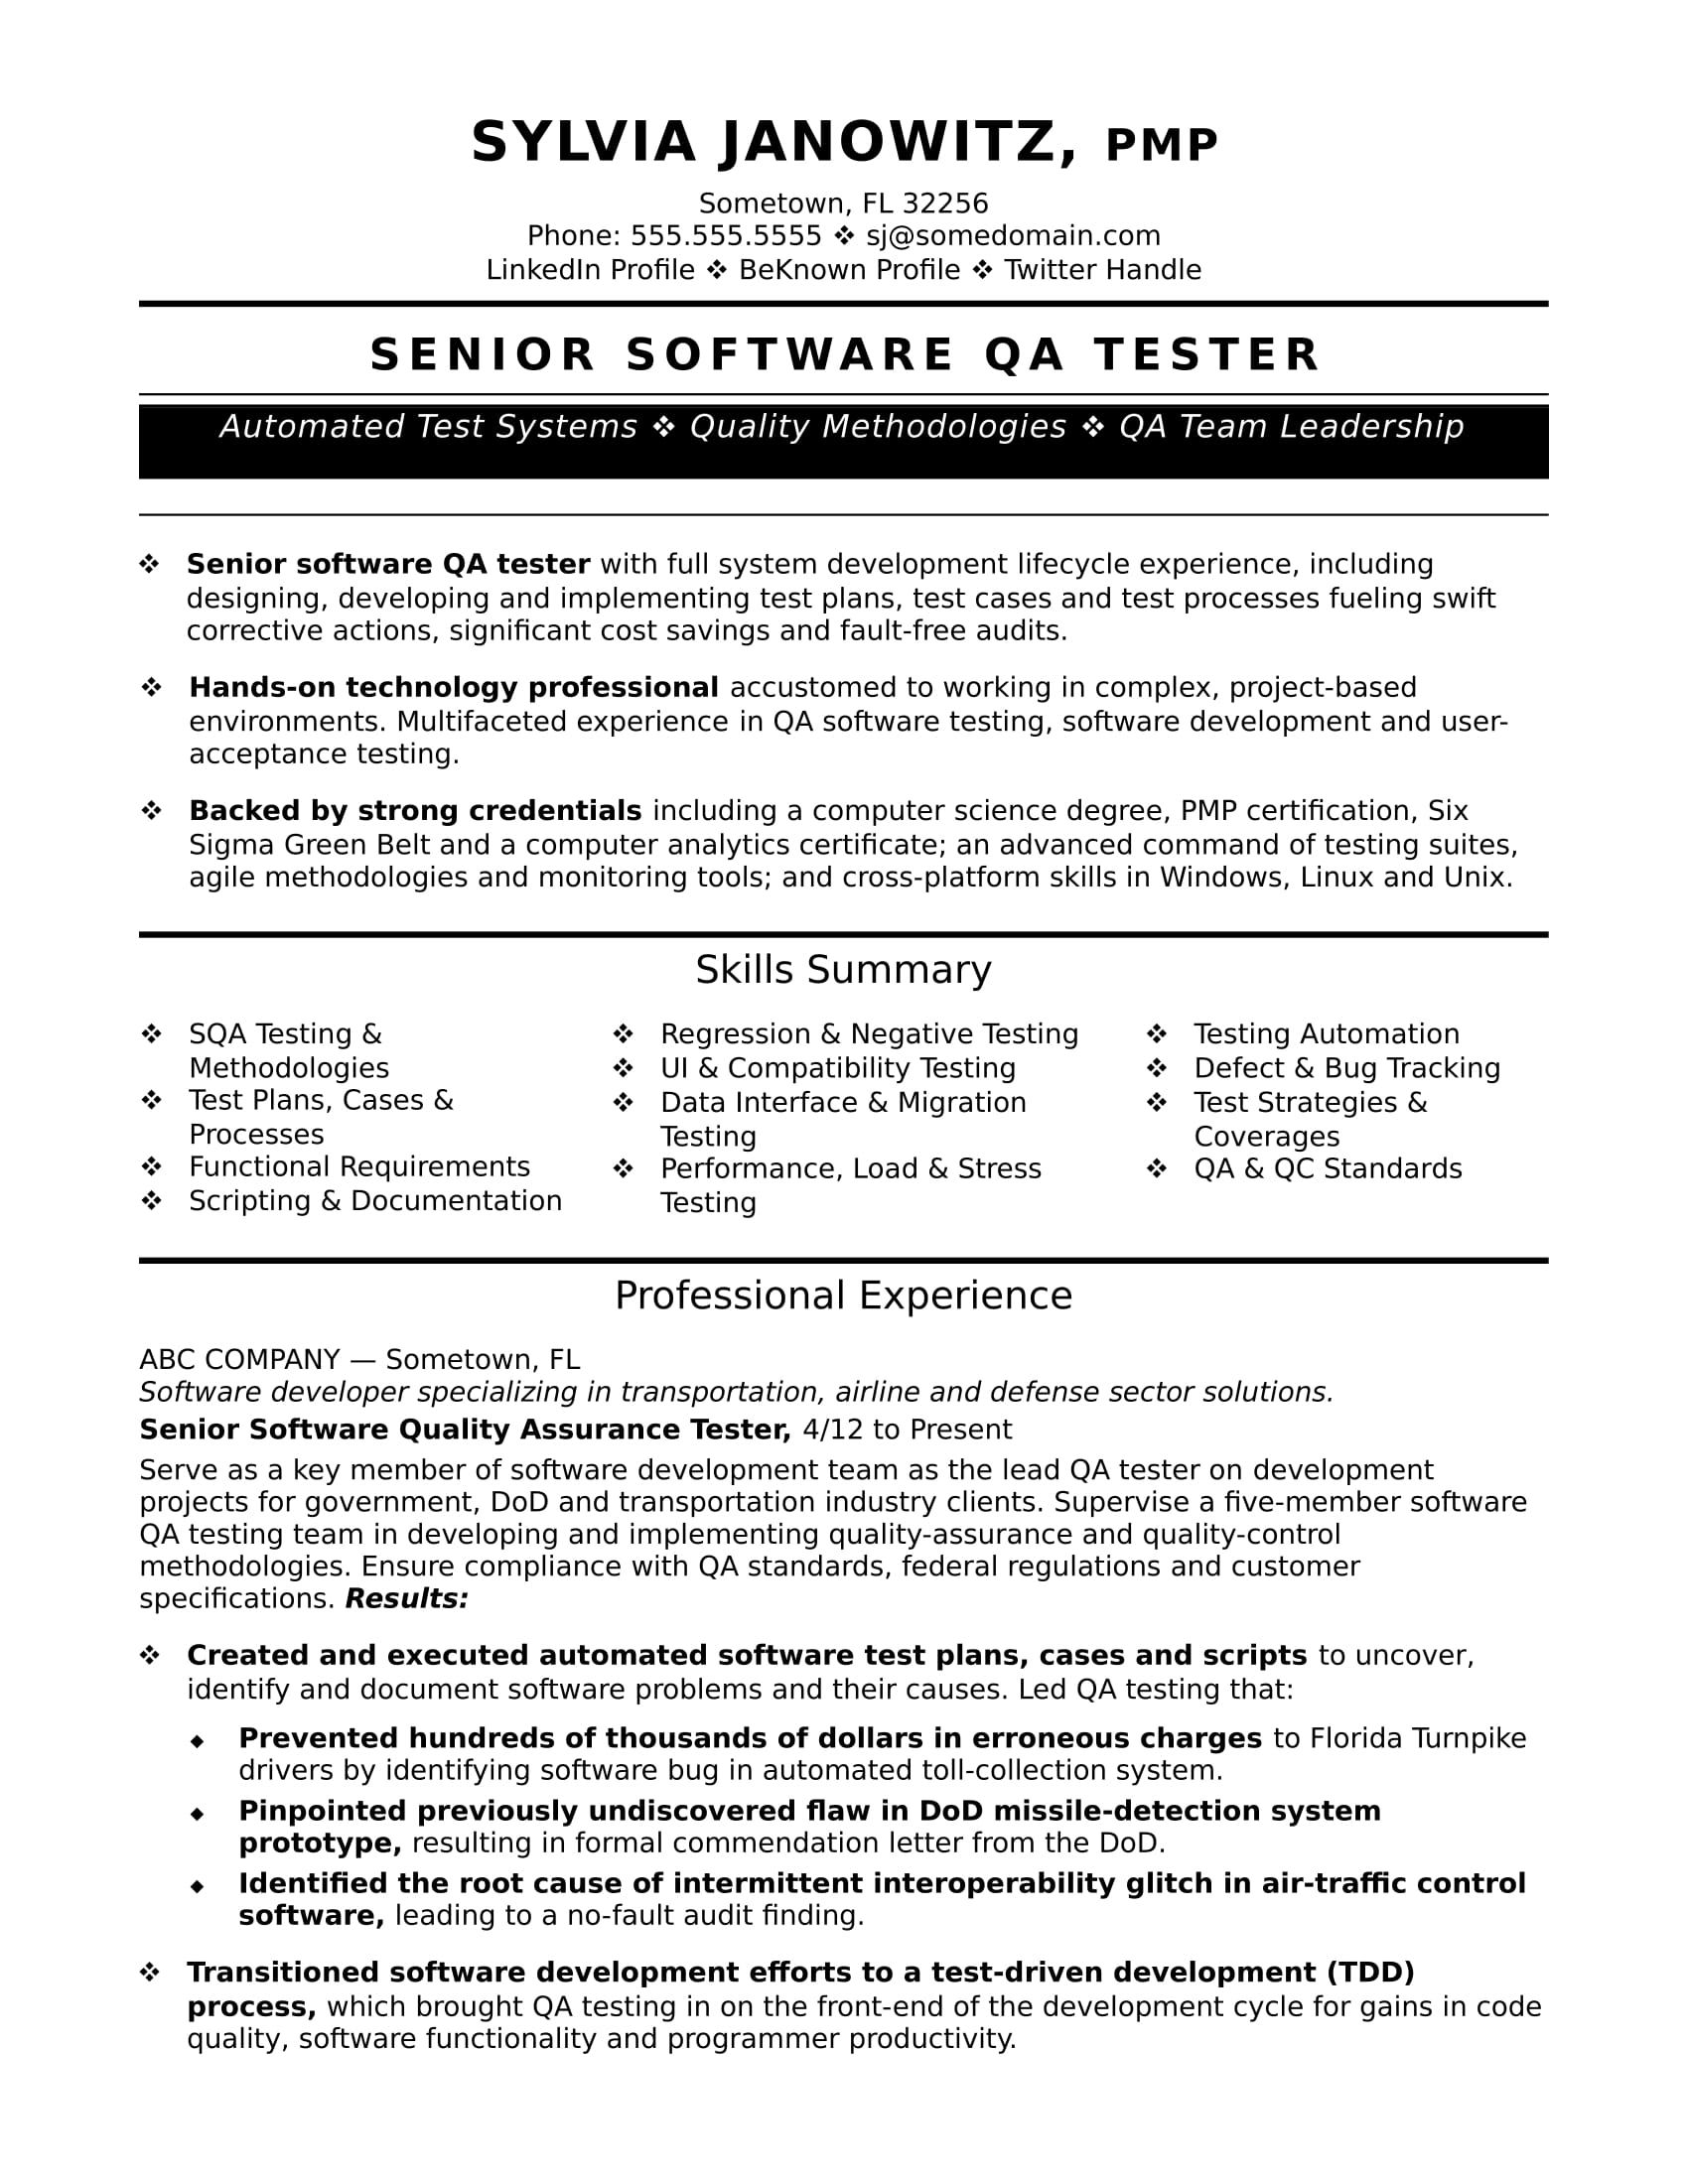 SYLVIA JANOWITZ, PMP
Sometown, FL 32256
Phone: 555.555.5555 ❖ sj@somedomain.com
LinkedIn Profile ❖ BeKnown Profile ❖ Twitter Handle
SENIOR SOFTWARE QA TESTER
Automated Test Systems ❖ Quality Methodologies ❖ QA Team Leadership
❖ Senior software QA tester with full system development lifecycle experience, including
designing, developing and implementing test plans, test cases and test processes fueling swift
corrective actions, significant cost savings and fault-free audits.
❖ Hands-on technology professional accustomed to working in complex, project-based
environments. Multifaceted experience in QA software testing, software development and user-
acceptance testing.
❖ Backed by strong credentials including a computer science degree, PMP certification, Six
Sigma Green Belt and a computer analytics certificate; an advanced command of testing suites,
agile methodologies and monitoring tools; and cross-platform skills in Windows, Linux and Unix.
Skills Summary
❖ SQA Testing &
Methodologies
❖ Test Plans, Cases &
Processes
❖ Functional Requirements
❖ Scripting & Documentation
❖ Regression & Negative Testing
❖ UI & Compatibility Testing
❖ Data Interface & Migration
Testing
❖ Performance, Load & Stress
Testing
❖ Testing Automation
❖ Defect & Bug Tracking
❖ Test Strategies &
Coverages
❖ QA & QC Standards
Professional Experience
ABC COMPANY — Sometown, FL
Software developer specializing in transportation, airline and defense sector solutions.
Senior Software Quality Assurance Tester, 4/12 to Present
Serve as a key member of software development team as the lead QA tester on development
projects for government, DoD and transportation industry clients. Supervise a five-member software
QA testing team in developing and implementing quality-assurance and quality-control
methodologies. Ensure compliance with QA standards, federal regulations and customer
specifications. Results:
❖ Created and executed automated software test plans, cases and scripts to uncover,
identify and document software problems and their causes. Led QA testing that:
◆ Prevented hundreds of thousands of dollars in erroneous charges to Florida Turnpike
drivers by identifying software bug in automated toll-collection system.
◆ Pinpointed previously undiscovered flaw in DoD missile-detection system
prototype, resulting in formal commendation letter from the DoD.
◆ Identified the root cause of intermittent interoperability glitch in air-traffic control
software, leading to a no-fault audit finding.
❖ Transitioned software development efforts to a test-driven development (TDD)
process, which brought QA testing in on the front-end of the development cycle for gains in code
quality, software functionality and programmer productivity.